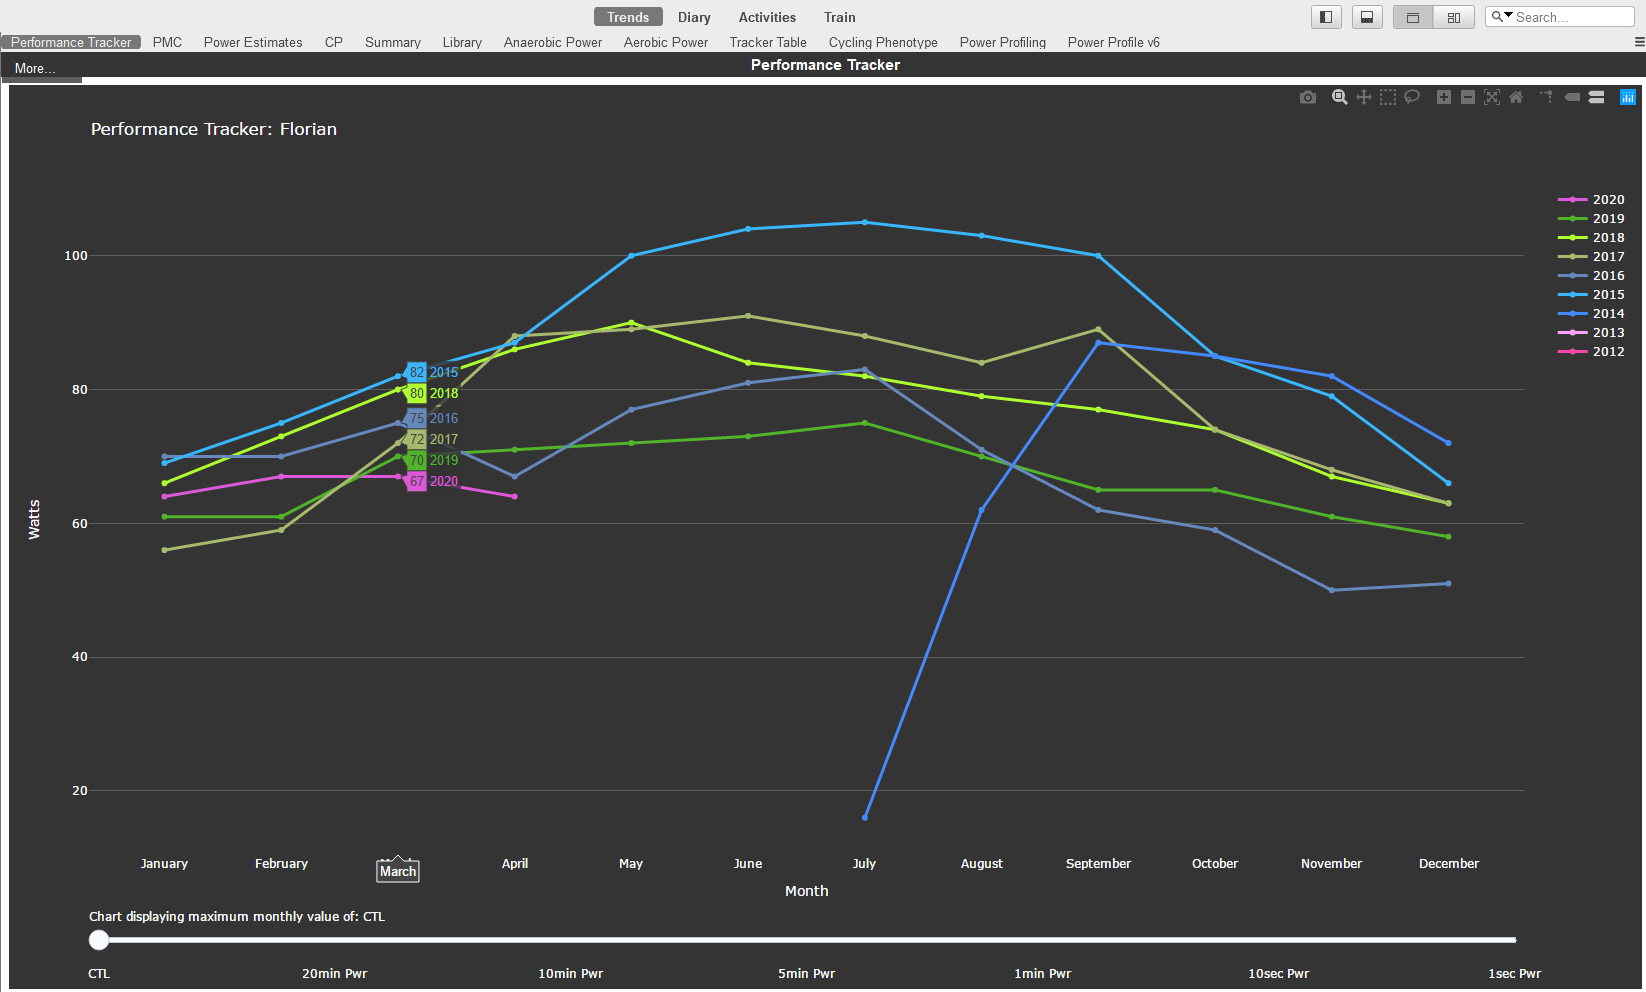 Trends Diary Activities Train Search...
Performance Tracker PMC Power Estimates CP Summary Library Anaerobic Power Aerobic Power Tracker Table Cycling Phenotype Power Profiling Power Profile v6
More... Performance Tracker
Performance Tracker: Florian
2020
2019
2018
2017
2016
2015
2014
2013
2012
100
80
60
40
20
Watts
82 2015
80 2018
75 2016
72 2017
70 2019
67 2020
January February March April May June July August September October November December
Month
Chart displaying maximum monthly value of: CTL
CTL 20min Pwr 10min Pwr 5min Pwr 1min Pwr 10sec Pwr 1sec Pwr